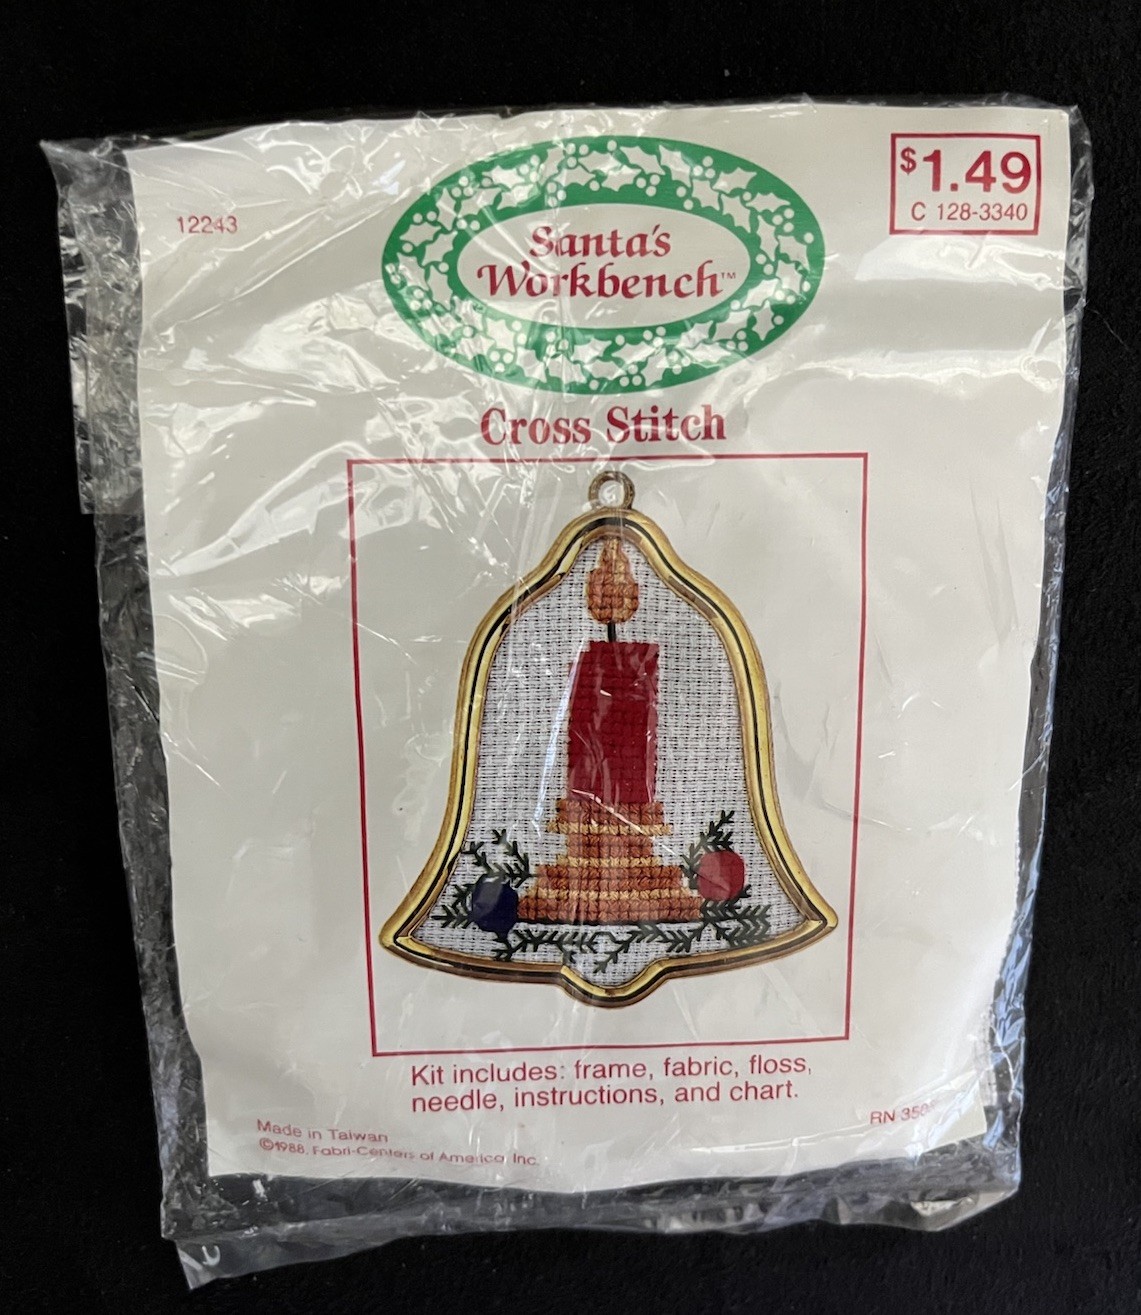 12243
Santa's
Workbench™
$1.49
C 128-3340
Cross Stitch
Kit includes: frame, fabric, floss,
needle, instructions, and chart.
Made in Taiwan
©1988, Fabri-Centers of America, Inc.
RN